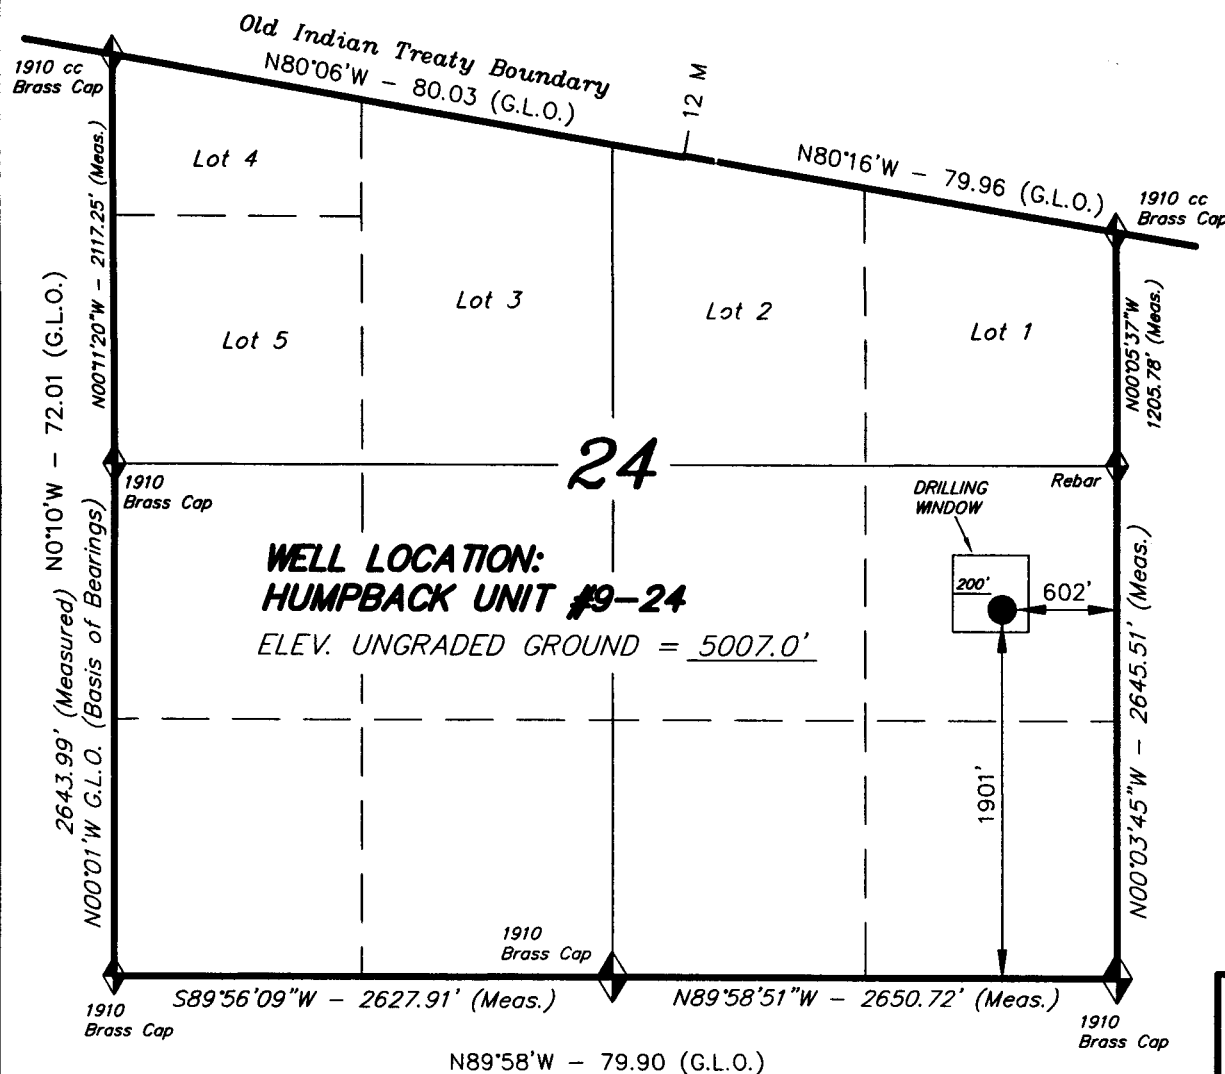 Old Indian Treaty Boundary
N80°06'W - 80.03 (G.L.O.)
12 M
N80°16'W - 79.96 (G.L.O.)
1910 cc
Brass Cap
1910 cc
Brass Cap
Lot 4
Lot 3
Lot 2
Lot 1
Lot 5
N00°11'20"W - 2117.25' (Meas.)
N0°10'W - 72.01 (G.L.O.)
N00°05'37"W
1205.78' (Meas.)
24
1910
Brass Cap
Rebar
DRILLING
WINDOW
200'
602'
WELL LOCATION:
HUMPBACK UNIT #9-24
ELEV. UNGRADED GROUND = 5007.0'
2643.99' (Measured)
N00°01'W G.L.O. (Basis of Bearings)
1901'
N00°03'45"W - 2645.51' (Meas.)
1910
Brass Cap
1910
Brass Cap
S89°56'09"W - 2627.91' (Meas.)
N89°58'51"W - 2650.72' (Meas.)
1910
Brass Cap
N89°58'W - 79.90 (G.L.O.)